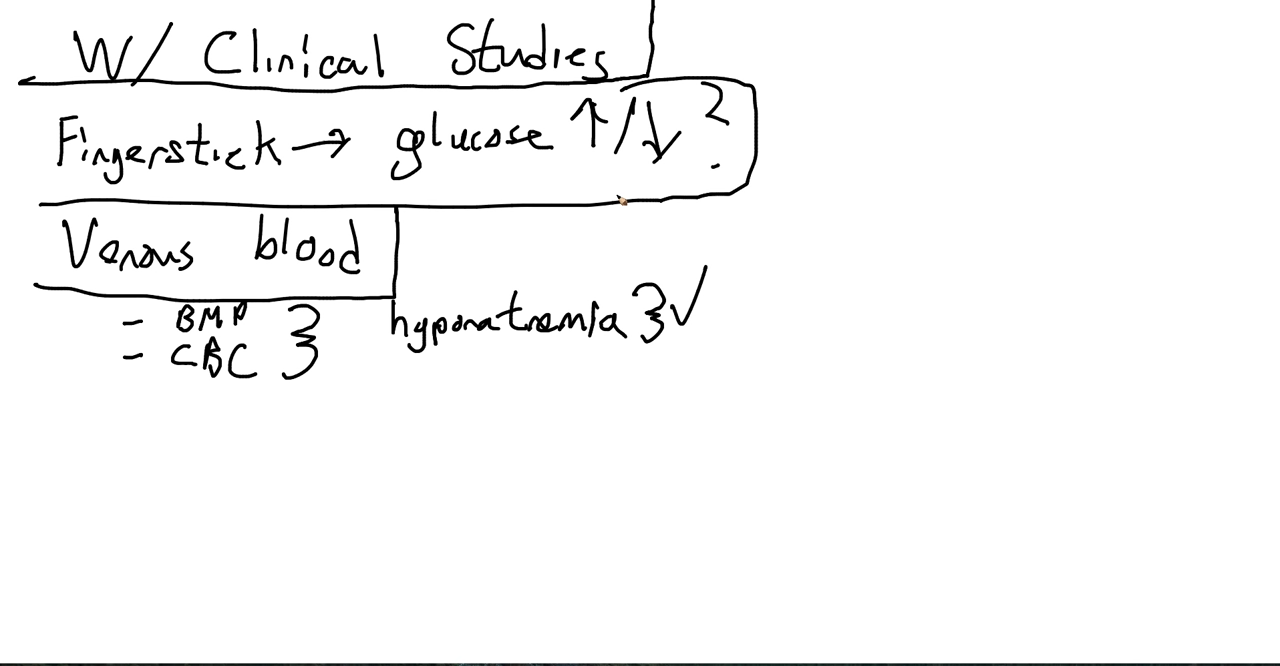 W/ Clinical Studies
Fingerstick → glucose ↑/↓ ?
Venous blood
- BMP
- CBC } hyponatremia } ✓